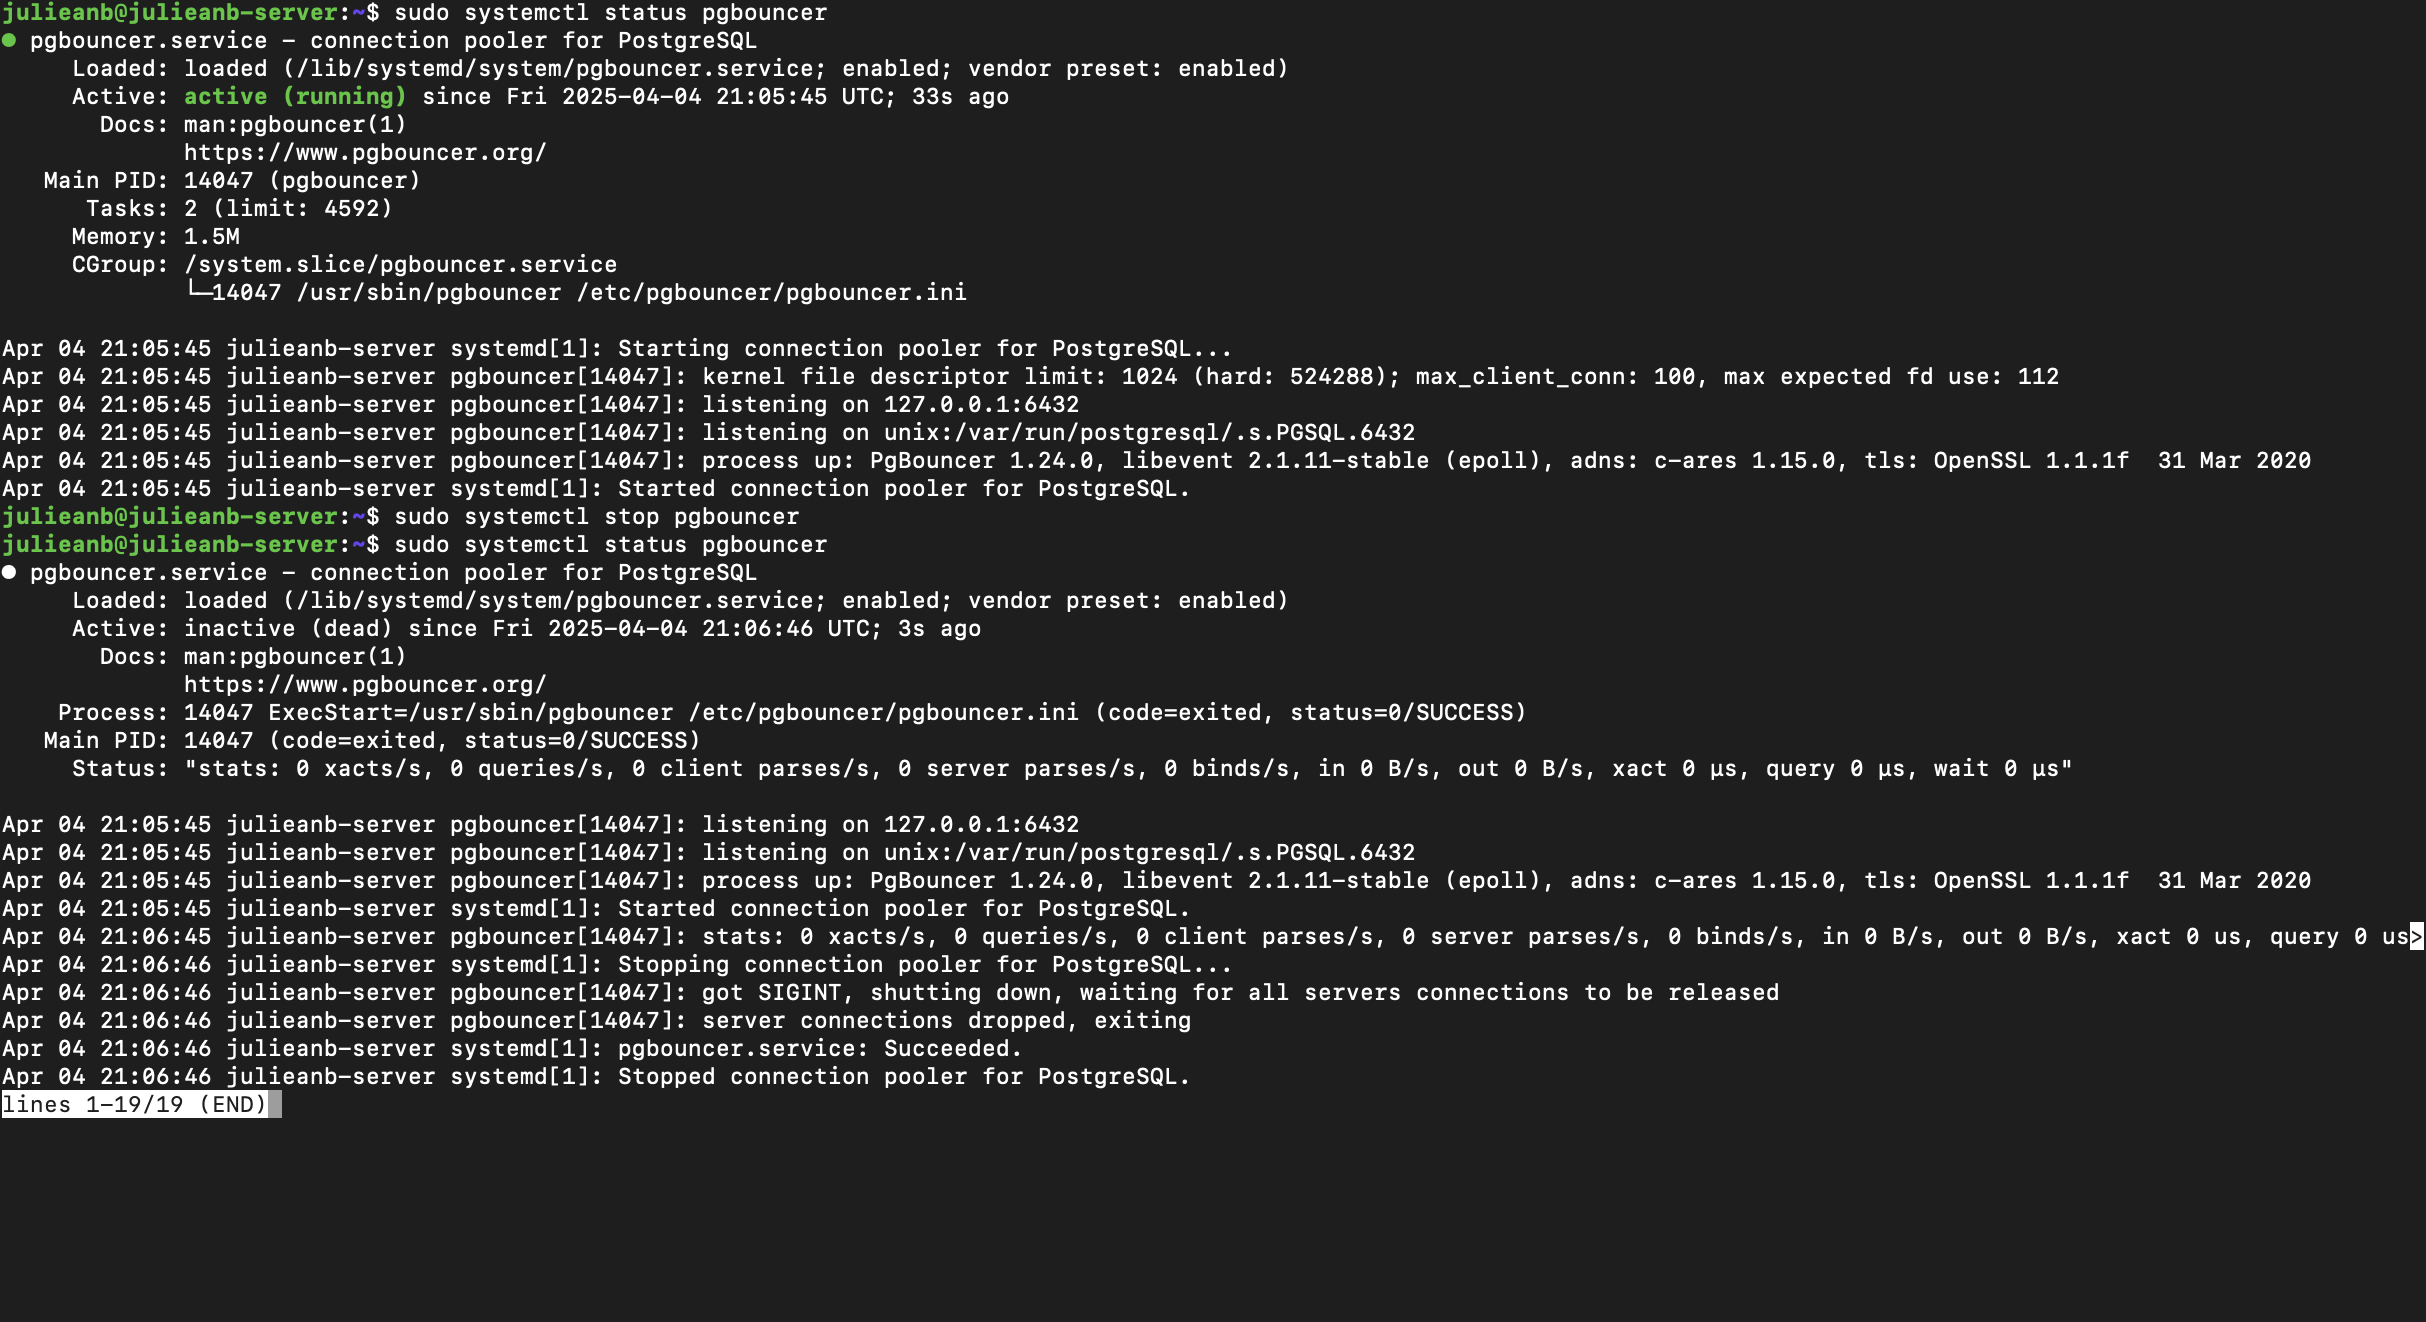 julieanb@julieanb-server:~$ sudo systemctl status pgbouncer
● pgbouncer.service - connection pooler for PostgreSQL
     Loaded: loaded (/lib/systemd/system/pgbouncer.service; enabled; vendor preset: enabled)
     Active: active (running) since Fri 2025-04-04 21:05:45 UTC; 33s ago
       Docs: man:pgbouncer(1)
             https://www.pgbouncer.org/
   Main PID: 14047 (pgbouncer)
      Tasks: 2 (limit: 4592)
     Memory: 1.5M
     CGroup: /system.slice/pgbouncer.service
             └─14047 /usr/sbin/pgbouncer /etc/pgbouncer/pgbouncer.ini

Apr 04 21:05:45 julieanb-server systemd[1]: Starting connection pooler for PostgreSQL...
Apr 04 21:05:45 julieanb-server pgbouncer[14047]: kernel file descriptor limit: 1024 (hard: 524288); max_client_conn: 100, max expected fd use: 112
Apr 04 21:05:45 julieanb-server pgbouncer[14047]: listening on 127.0.0.1:6432
Apr 04 21:05:45 julieanb-server pgbouncer[14047]: listening on unix:/var/run/postgresql/.s.PGSQL.6432
Apr 04 21:05:45 julieanb-server pgbouncer[14047]: process up: PgBouncer 1.24.0, libevent 2.1.11-stable (epoll), adns: c-ares 1.15.0, tls: OpenSSL 1.1.1f  31 Mar 2020
Apr 04 21:05:45 julieanb-server systemd[1]: Started connection pooler for PostgreSQL.
julieanb@julieanb-server:~$ sudo systemctl stop pgbouncer
julieanb@julieanb-server:~$ sudo systemctl status pgbouncer
● pgbouncer.service - connection pooler for PostgreSQL
     Loaded: loaded (/lib/systemd/system/pgbouncer.service; enabled; vendor preset: enabled)
     Active: inactive (dead) since Fri 2025-04-04 21:06:46 UTC; 3s ago
       Docs: man:pgbouncer(1)
             https://www.pgbouncer.org/
    Process: 14047 ExecStart=/usr/sbin/pgbouncer /etc/pgbouncer/pgbouncer.ini (code=exited, status=0/SUCCESS)
   Main PID: 14047 (code=exited, status=0/SUCCESS)
     Status: "stats: 0 xacts/s, 0 queries/s, 0 client parses/s, 0 server parses/s, 0 binds/s, in 0 B/s, out 0 B/s, xact 0 μs, query 0 μs, wait 0 μs"

Apr 04 21:05:45 julieanb-server pgbouncer[14047]: listening on 127.0.0.1:6432
Apr 04 21:05:45 julieanb-server pgbouncer[14047]: listening on unix:/var/run/postgresql/.s.PGSQL.6432
Apr 04 21:05:45 julieanb-server pgbouncer[14047]: process up: PgBouncer 1.24.0, libevent 2.1.11-stable (epoll), adns: c-ares 1.15.0, tls: OpenSSL 1.1.1f  31 Mar 2020
Apr 04 21:05:45 julieanb-server systemd[1]: Started connection pooler for PostgreSQL.
Apr 04 21:06:45 julieanb-server pgbouncer[14047]: stats: 0 xacts/s, 0 queries/s, 0 client parses/s, 0 server parses/s, 0 binds/s, in 0 B/s, out 0 B/s, xact 0 us, query 0 us>
Apr 04 21:06:46 julieanb-server systemd[1]: Stopping connection pooler for PostgreSQL...
Apr 04 21:06:46 julieanb-server pgbouncer[14047]: got SIGINT, shutting down, waiting for all servers connections to be released
Apr 04 21:06:46 julieanb-server pgbouncer[14047]: server connections dropped, exiting
Apr 04 21:06:46 julieanb-server systemd[1]: pgbouncer.service: Succeeded.
Apr 04 21:06:46 julieanb-server systemd[1]: Stopped connection pooler for PostgreSQL.
lines 1-19/19 (END)